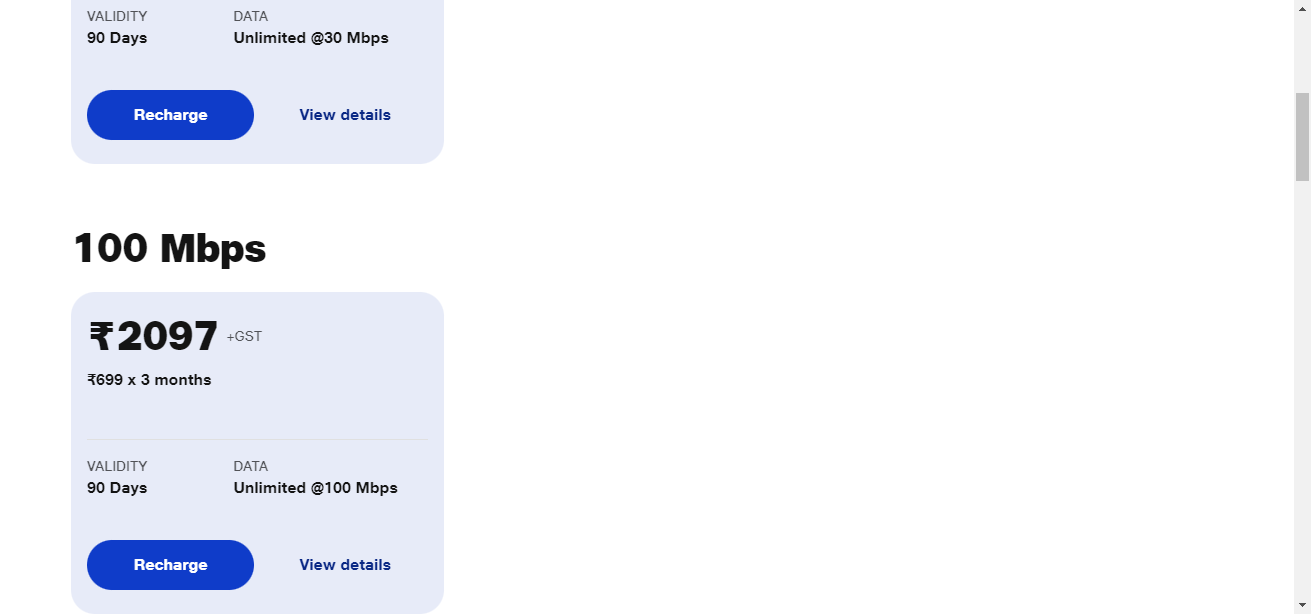 VALIDITY DATA
90 Days Unlimited @30 Mbps
Recharge View details
100 Mbps
₹2097 +GST
₹699 x 3 months
VALIDITY DATA
90 Days Unlimited @100 Mbps
Recharge View details